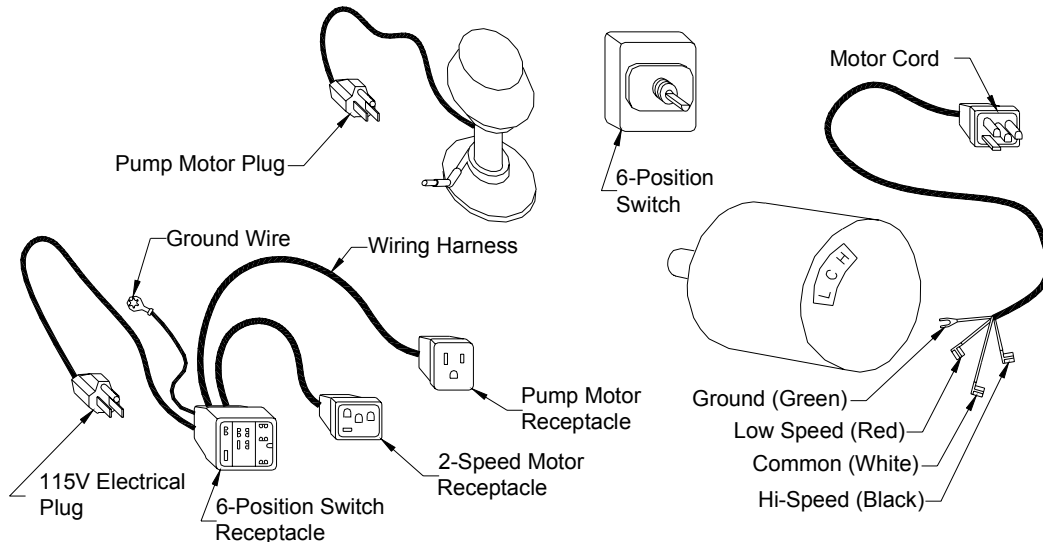 Motor Cord
Pump Motor Plug
6-Position
Switch
Ground Wire
Wiring Harness
L C H
Pump Motor
Receptacle
Ground (Green)
Low Speed (Red)
Common (White)
Hi-Speed (Black)
2-Speed Motor
Receptacle
115V Electrical
Plug
6-Position Switch
Receptacle